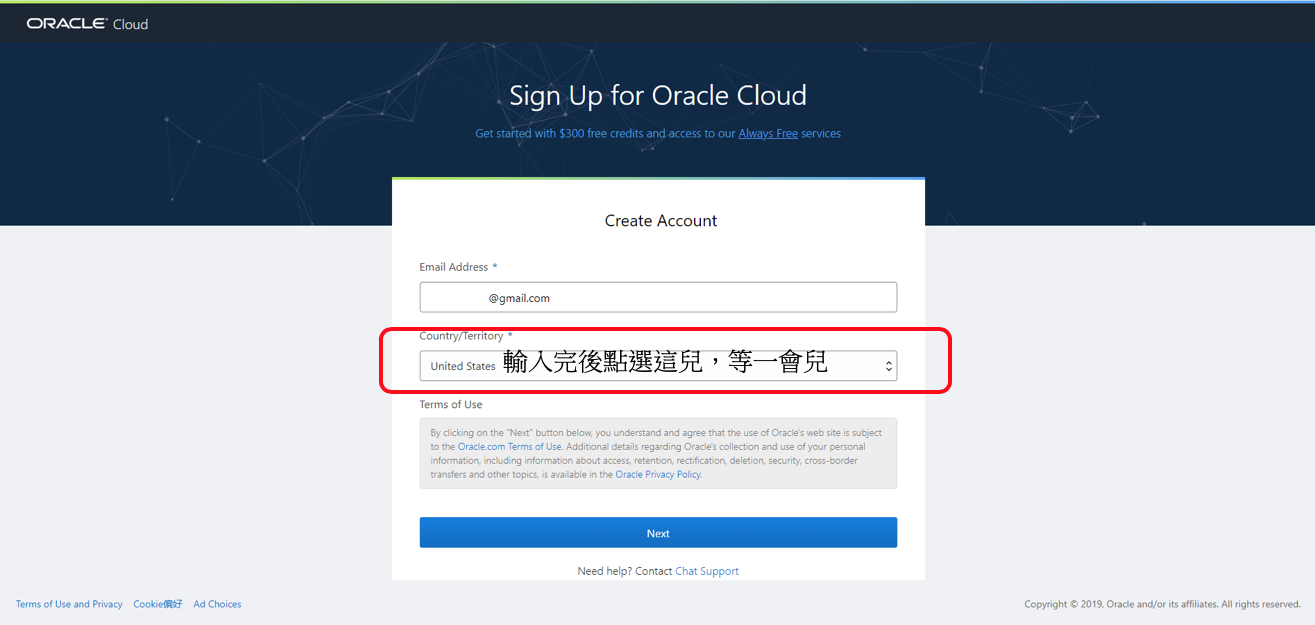 ORACLE Cloud
Sign Up for Oracle Cloud
Get started with $300 free credits and access to our Always Free services
Create Account
Email Address *
@gmail.com
Country/Territory *
United States 輸入完後點選這兒，等一會兒
Terms of Use
By clicking on the "Next" button below, you understand and agree that the use of Oracle's web site is subject
to the Oracle.com Terms of Use. Additional details regarding Oracle's collection and use of your personal
information, including information about access, retention, rectification, deletion, security, cross-border
transfers and other topics, is available in the Oracle Privacy Policy.
Next
Need help? Contact Chat Support
Terms of Use and Privacy Cookie偏好 Ad Choices
Copyright © 2019, Oracle and/or its affiliates. All rights reserved.